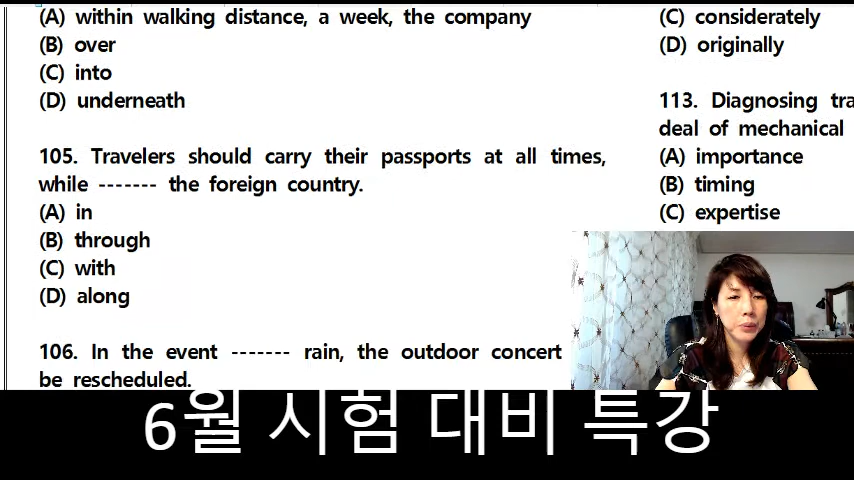 (A) within walking distance, a week, the company
(B) over
(C) into
(D) underneath
105. Travelers should carry their passports at all times,
while ------- the foreign country.
(A) in
(B) through
(C) with
(D) along
106. In the event ------- rain, the outdoor concert
be rescheduled.
(C) considerately
(D) originally
113. Diagnosing tra
deal of mechanical
(A) importance
(B) timing
(C) expertise
6월 시험 대비 특강